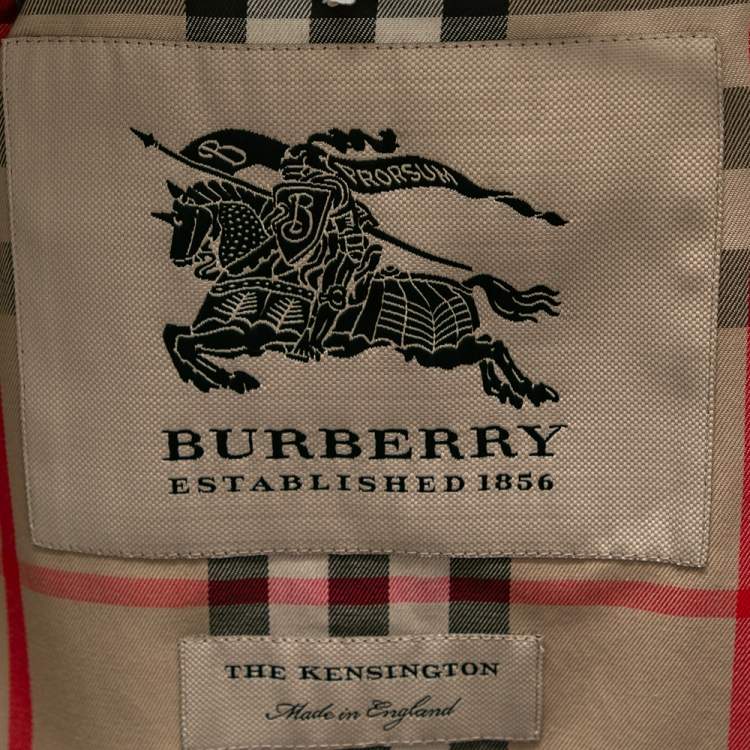 B PRORSUM
B
BURBERRY
ESTABLISHED 1856
THE KENSINGTON
Made in England